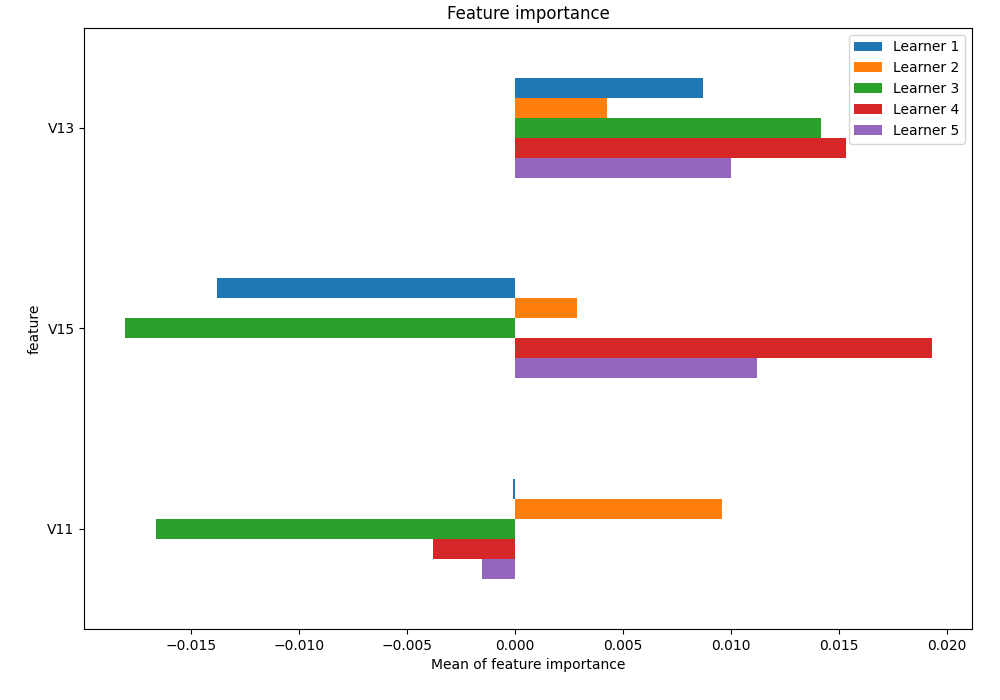 Feature importance
Learner 1
Learner 2
Learner 3
Learner 4
Learner 5
V13
V15
V11
feature
−0.015
−0.010
−0.005
0.000
0.005
0.010
0.015
0.020
Mean of feature importance